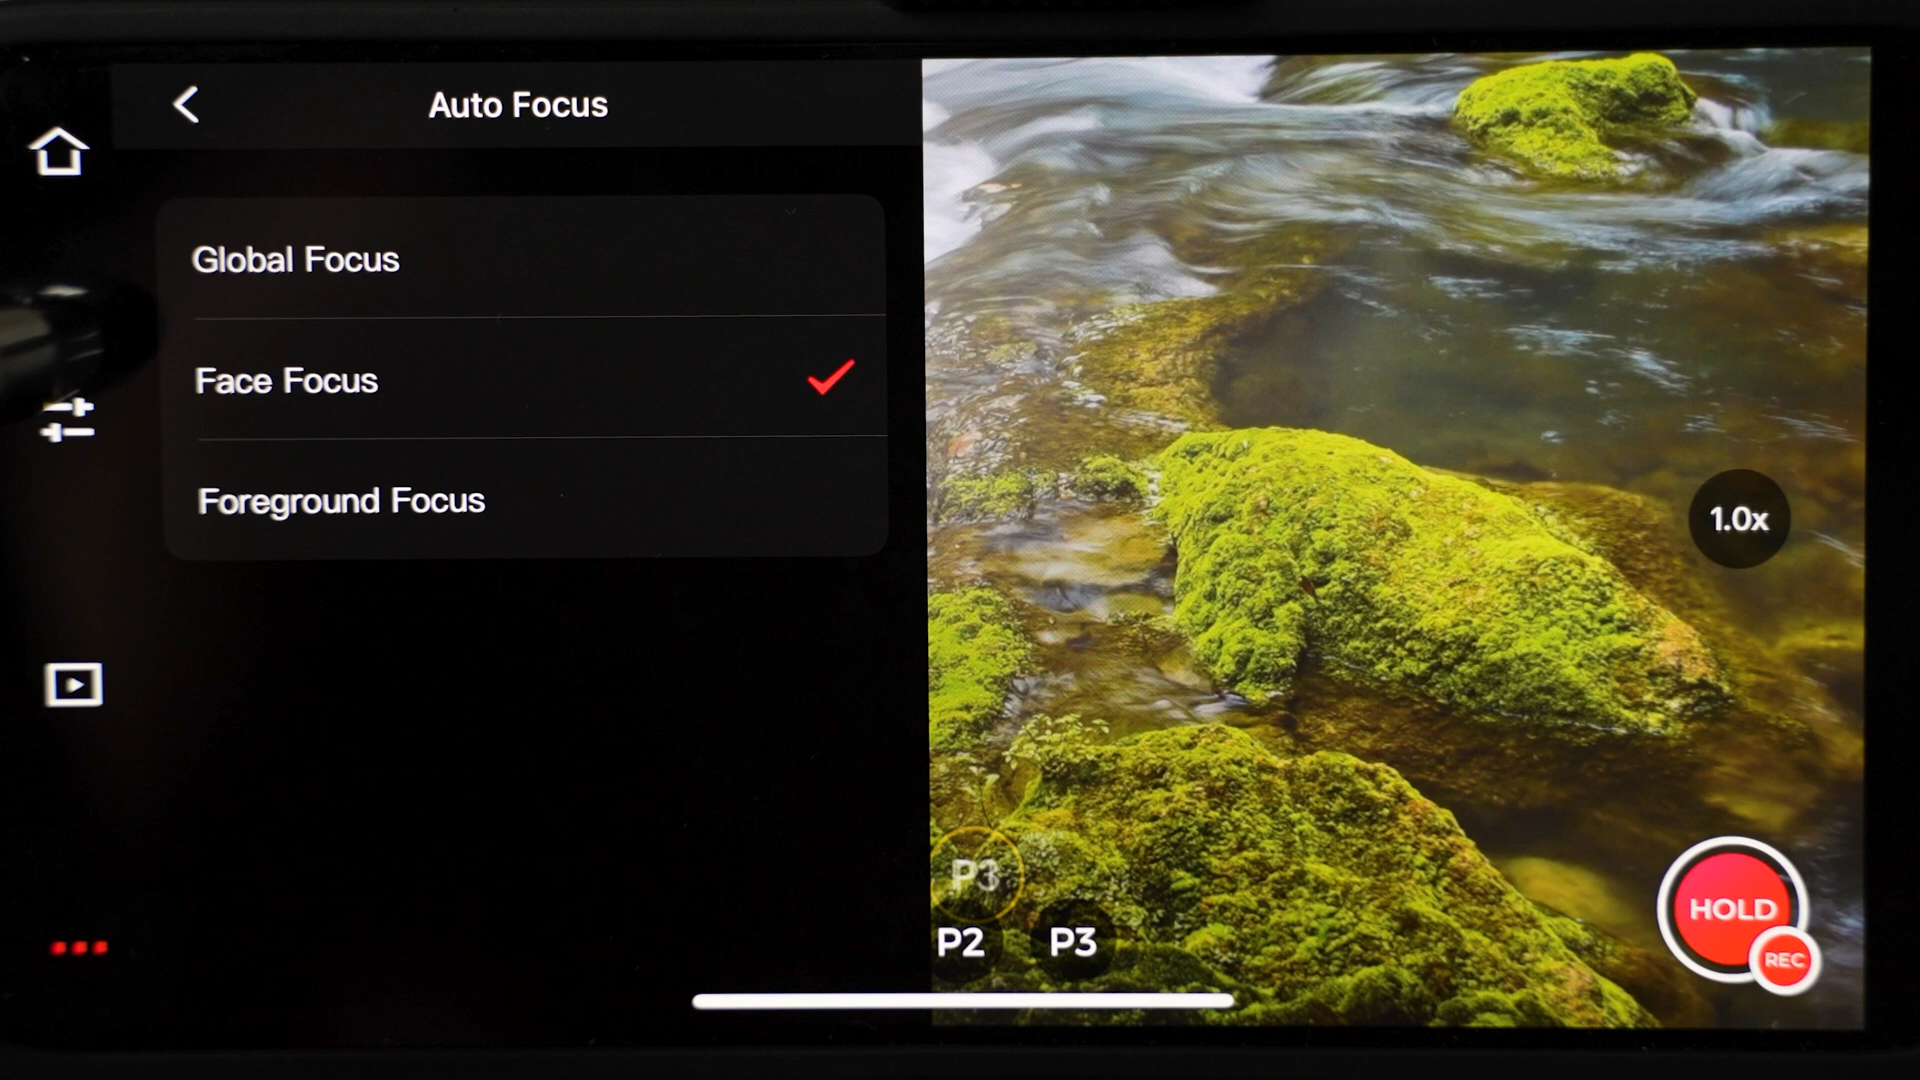 Auto Focus
Global Focus
Face Focus
Foreground Focus
1.0x
P3
P2 P3
HOLD
REC